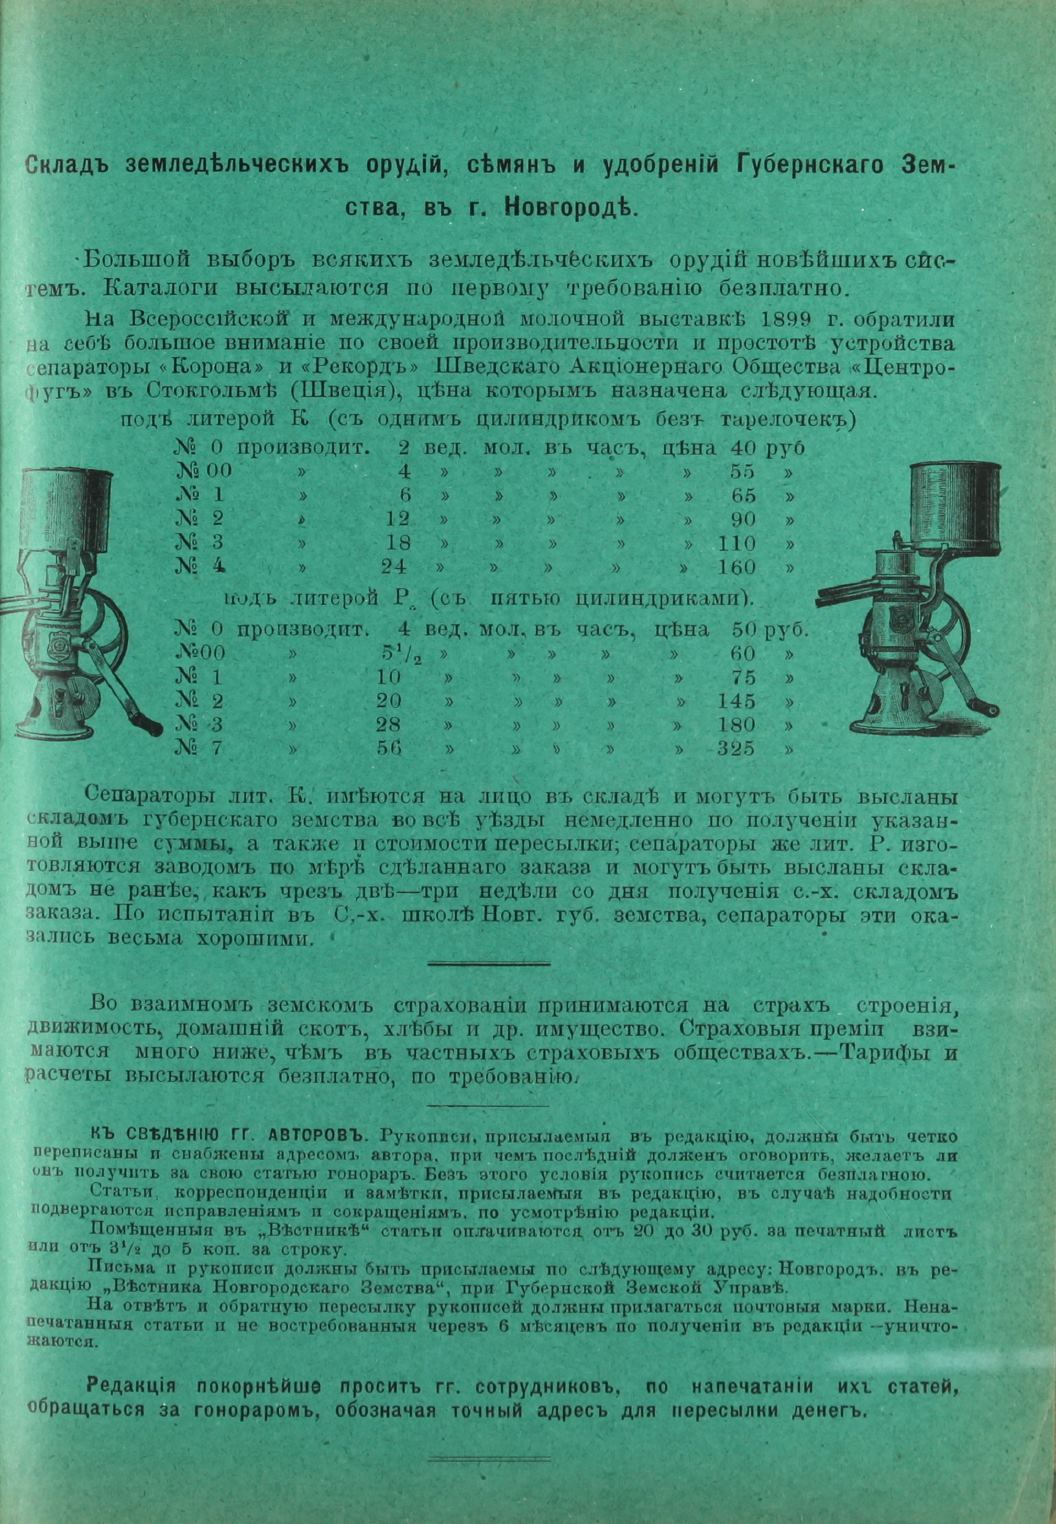 Складъ земледѣльческихъ орудій, сѣмянъ и удобреній Губернскаго Зем-
ства, въ г. Новгородѣ.
Большой выборъ всякихъ земледѣльческихъ орудій новѣйшихъ сис-
темъ. Каталоги высылаются по первому требованію безплатно.
На Всероссійской и международной молочной выставкѣ 1899 г. обратили
на себѣ большое вниманіе по своей производительности и простотѣ устройства
сепараторы «Корона» и «Рекордъ» Шведскаго Акціонернаго Общества «Центро-
фугъ» въ Стокгольмѣ (Швеція), цѣна которымъ назначена слѣдующая.
подъ литерой К (съ однимъ цилиндрикомъ безъ тарелочекъ)
№ 0 производит. 2 вед. мол. въ часъ, цѣна 40 руб
№ 00 » 4 » » » » » 55 »
№ 1 » 6 » » » » » 65 »
№ 2 » 12 » » » » » 90 »
№ 3 » 18 » » » » » 110 »
№ 4 » 24 » » » » » 160 »
подъ литерой Р. (съ пятью цилиндриками).
№ 0 производит. 4 вед. мол. въ часъ, цѣна 50 руб.
№00 » 5½ » » » » » 60 »
№ 1 » 10 » » » » » 75 »
№ 2 » 20 » » » » » 145 »
№ 3 » 28 » » » » » 180 »
№ 7 » 56 » » » » » 325 »
Сепараторы лит. К. имѣются на лицо въ складѣ и могутъ быть высланы
складомъ губернскаго земства во всѣ уѣзды немедленно по полученіи указан-
ной выше суммы, а также и стоимости пересылки; сепараторы же лит. Р. изго-
товляются заводомъ по мѣрѣ сдѣланнаго заказа и могутъ быть высланы скла-
домъ не ранѣе, какъ чрезъ двѣ—три недѣли со дня полученія с.-х. складомъ
заказа. По испытаніи въ С.-х. школѣ Новг. губ. земства, сепараторы эти ока-
зались весьма хорошими.
Во взаимномъ земскомъ страхованіи принимаются на страхъ строенія,
движимость, домашній скотъ, хлѣбы и др. имущество. Страховыя преміи взи-
маются много ниже, чѣмъ въ частныхъ страховыхъ обществахъ.—Тарифы и
расчеты высылаются безплатно, по требованію.
КЪ СВѢДѢНІЮ ГГ. АВТОРОВЪ. Рукописи, присылаемыя въ редакцію, должны быть четко
переписаны и снабжены адресомъ автора, при чемъ послѣдній долженъ оговорить, желаетъ ли
онъ получить за свою статью гонораръ. Безъ этого условія рукопись считается безплатною.
Статьи, корреспонденціи и замѣтки, присылаемыя въ редакцію, въ случаѣ надобности
подвергаются исправленіямъ и сокращеніямъ, по усмотрѣнію редакціи.
Помѣщенныя въ „Вѣстникѣ“ статьи оплачиваются отъ 20 до 30 руб. за печатный листъ
или отъ 3½ до 5 коп. за строку.
Письма и рукописи должны быть присылаемы по слѣдующему адресу: Новгородъ, въ ре-
дакцію „Вѣстника Новгородскаго Земства“, при Губернской Земской Управѣ.
На отвѣтъ и обратную пересылку рукописей должны прилагаться почтовыя марки. Нена-
печатанныя статьи и не востребованныя черезъ 6 мѣсяцевъ по полученіи въ редакціи—уничто-
жаются.
Редакція покорнѣйше проситъ гг. сотрудниковъ, по напечатаніи ихъ статей,
обращаться за гонораромъ, обозначая точный адресъ для пересылки денегъ.